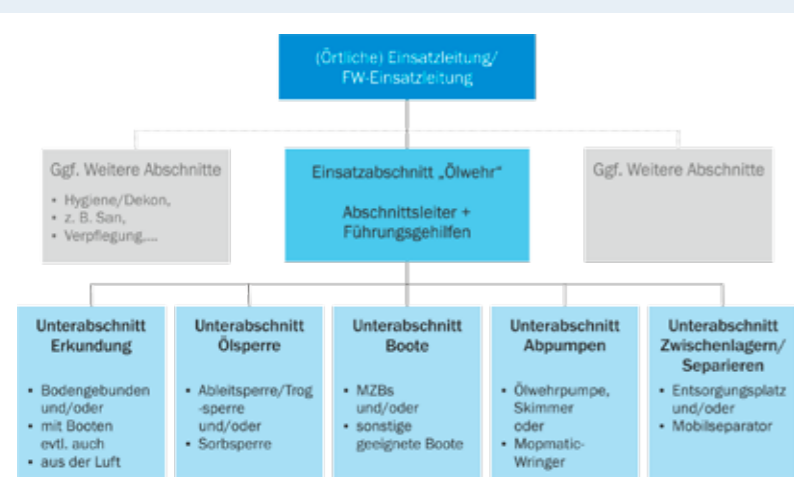 (Örtliche) Einsatzleitung/
FW-Einsatzleitung
Ggf. Weitere Abschnitte
• Hygiene/Dekon,
• z. B. San,
• Verpflegung,...
Einsatzabschnitt „Ölwehr“
Abschnittsleiter +
Führungsgehilfen
Ggf. Weitere Abschnitte
Unterabschnitt
Erkundung
• Bodengebunden
und/oder
• mit Booten
evtl. auch
• aus der Luft
Unterabschnitt
Ölsperre
• Ableitsperre/Trog
-sperre
und/oder
• Sorbsperre
Unterabschnitt
Boote
• MZBs
und/oder
• sonstige
geeignete Boote
Unterabschnitt
Abpumpen
• Ölwehrpumpe,
Skimmer
oder
• Mopmatic-
Wringer
Unterabschnitt
Zwischenlagern/
Separieren
• Entsorgungsplatz
und/oder
• Mobilseparator